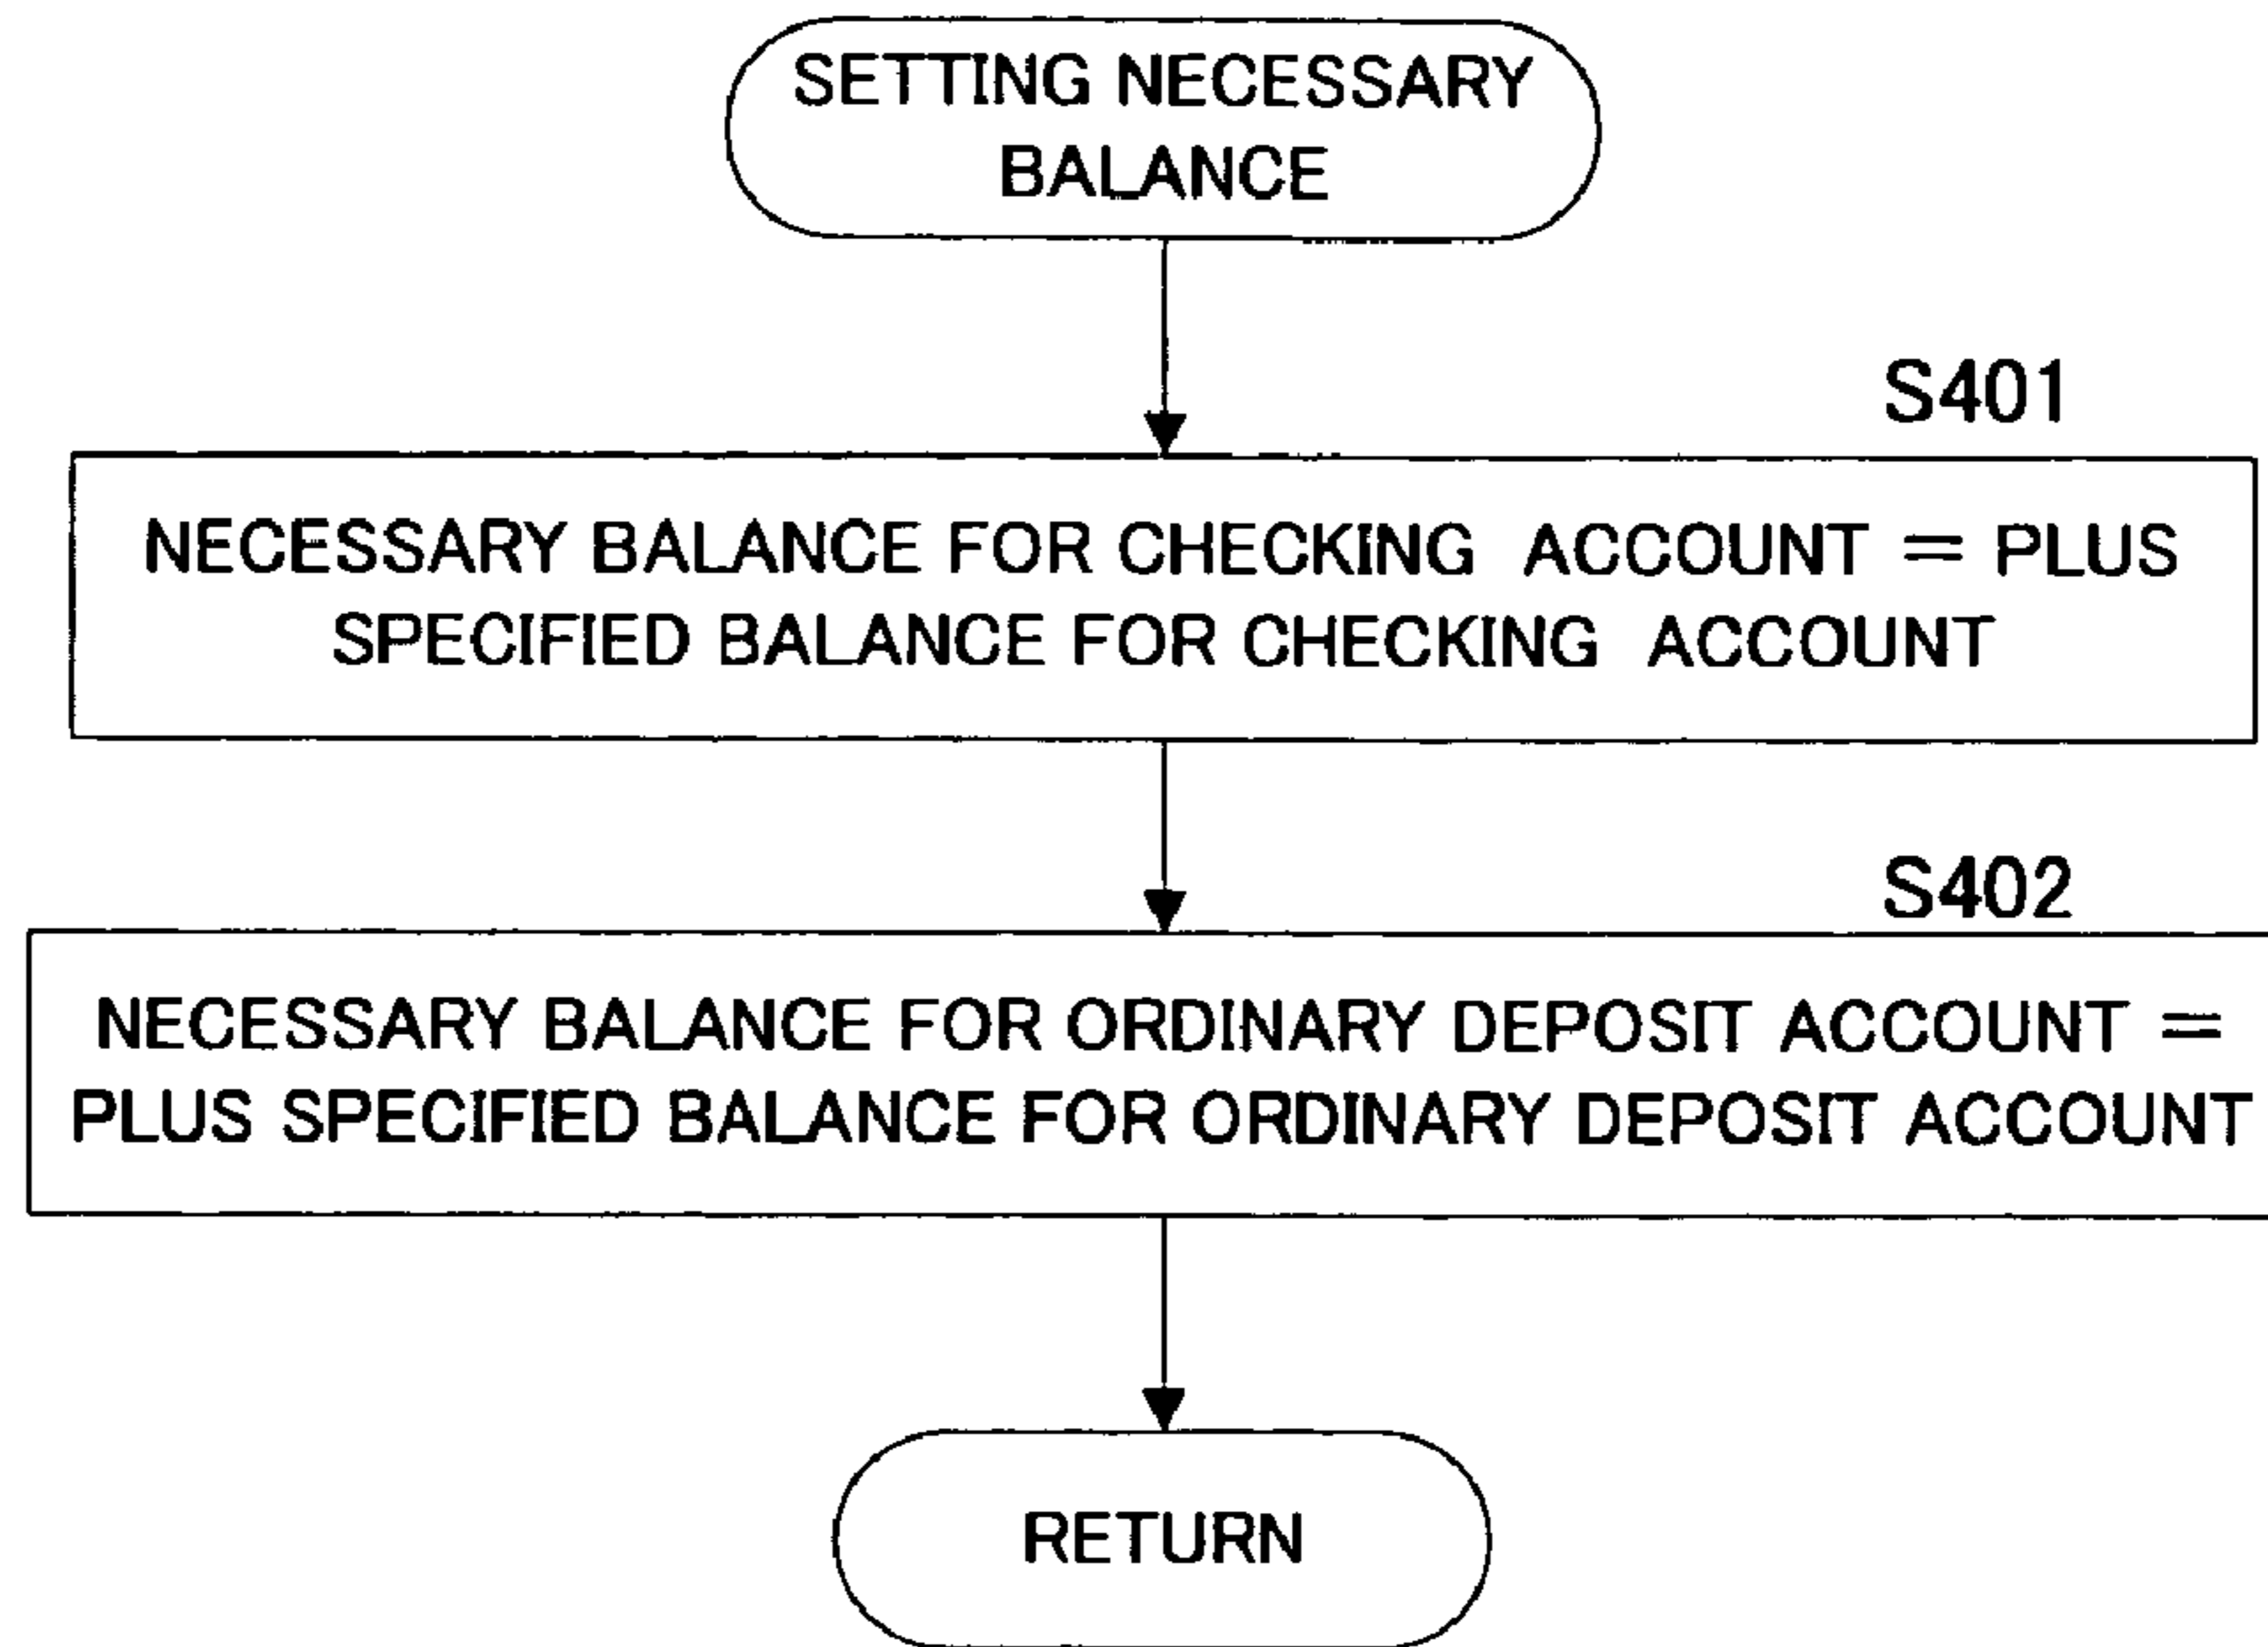 SETTING NECESSARY
BALANCE
S401
NECESSARY BALANCE FOR CHECKING ACCOUNT = PLUS
SPECIFIED BALANCE FOR CHECKING ACCOUNT
S402
NECESSARY BALANCE FOR ORDINARY DEPOSIT ACCOUNT =
PLUS SPECIFIED BALANCE FOR ORDINARY DEPOSIT ACCOUNT
RETURN